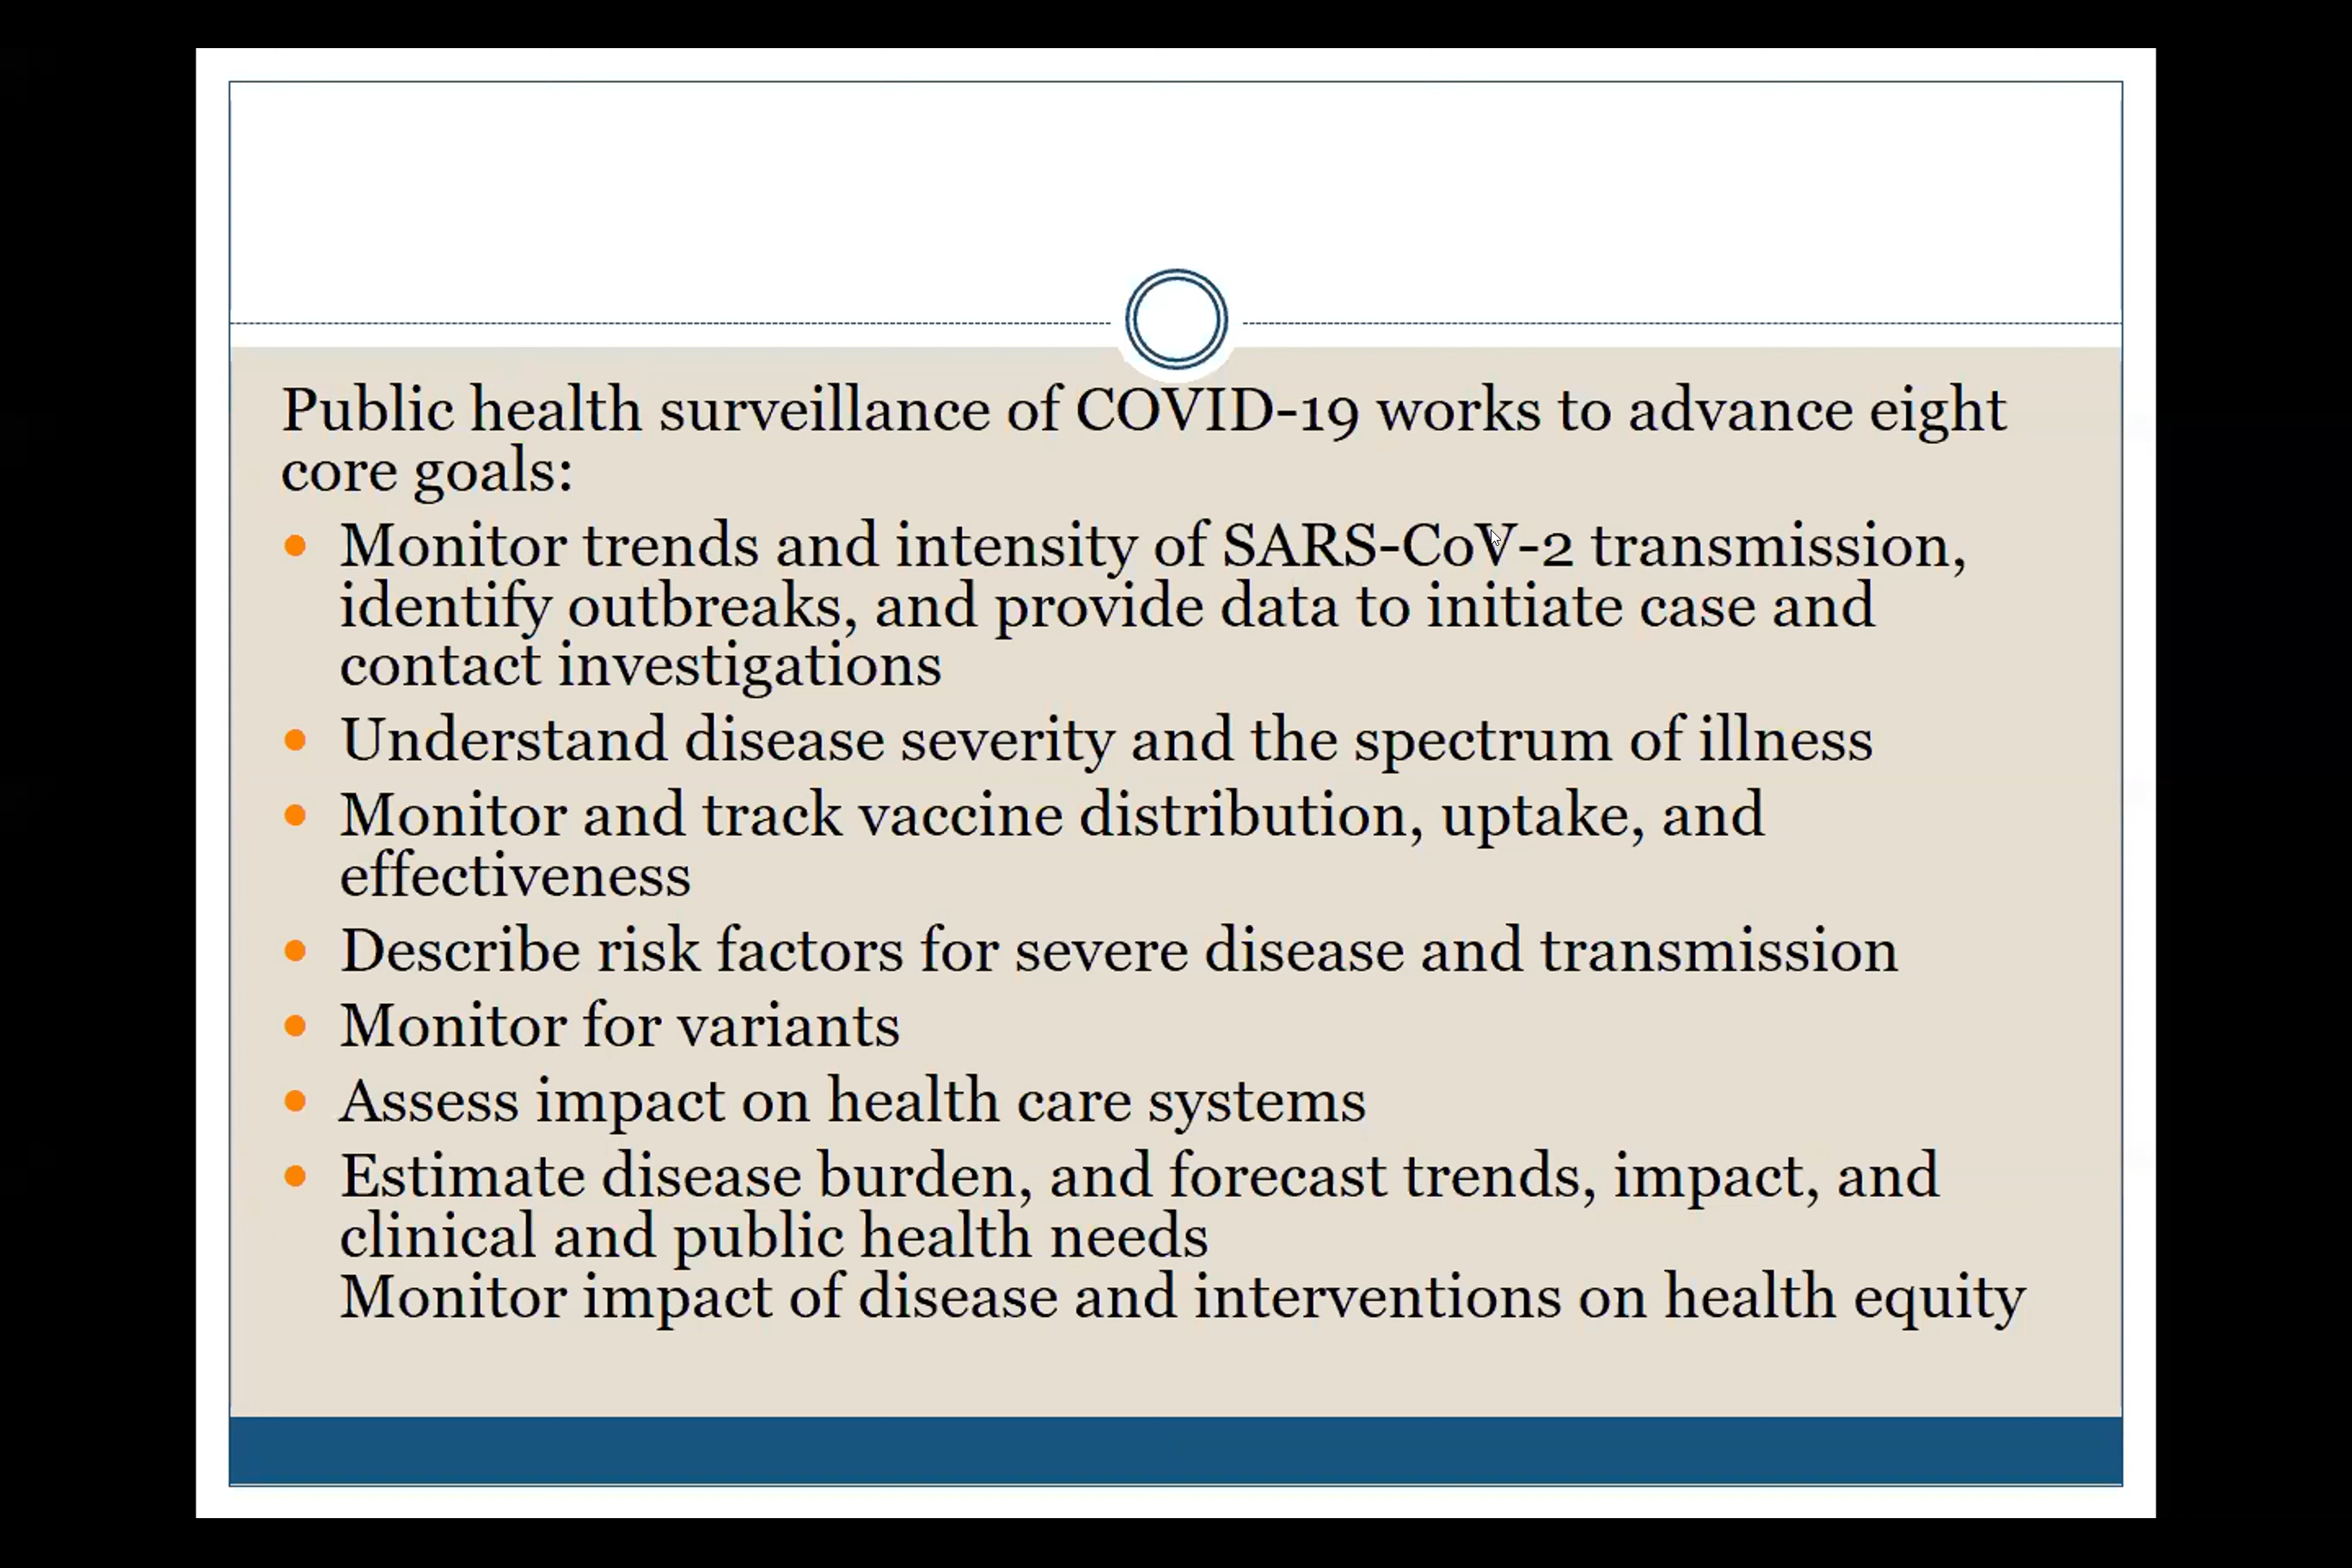 Public health surveillance of COVID-19 works to advance eight
core goals:
• Monitor trends and intensity of SARS-CoV-2 transmission,
identify outbreaks, and provide data to initiate case and
contact investigations
• Understand disease severity and the spectrum of illness
• Monitor and track vaccine distribution, uptake, and
effectiveness
• Describe risk factors for severe disease and transmission
• Monitor for variants
• Assess impact on health care systems
• Estimate disease burden, and forecast trends, impact, and
clinical and public health needs
Monitor impact of disease and interventions on health equity